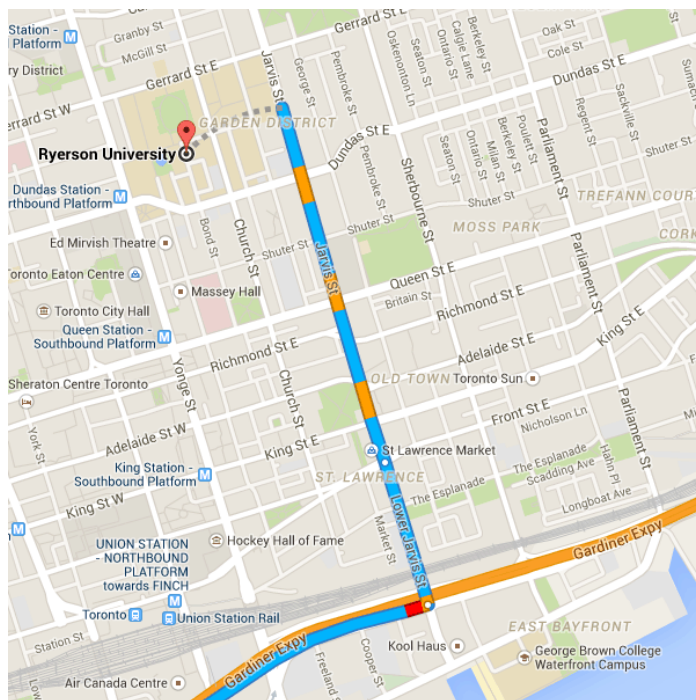 Station -
Platform
Granby St
McGill St
Gerrard St E
ry District
Gerrard St E
Jarvis St
George St
Pembroke St
Oskenonton Ln
Seaton St
Ontario St
Calgie Lane
Berkeley St
Oak St
Cole St
Dundas St E
Sumac
Gerrard St W
GARDEN DISTRICT
Ryerson University
Dundas St E
Pembroke St
Sherbourne St
Seaton St
Ontario St
Milan St
Berkeley St
Poulett St
Parliament St
Regent St
Sackville St
Shuter St
Dundas Station -
rthbound Platform
Bond St
Church St
Shuter St
Shuter St
TREFANN COURT
MOSS PARK
CORK
Ed Mirvish Theatre
Toronto Eaton Centre
Massey Hall
Jarvis St
Queen St E
Britain St
Richmond St E
Toronto City Hall
Queen Station -
Southbound Platform
Yonge St
Richmond St E
Adelaide St E
King St E
Sheraton Centre Toronto
Church St
OLD TOWN
Toronto Sun
Front St E
Nicholson Ln
Parliament St
York St
Adelaide St W
King St E
St Lawrence Market
King Station -
Southbound Platform
ST. LAWRENCE
The Esplanade
The Esplanade
Scadding Ave
Hahn Pl
Longboat Ave
King St W
Lower Jarvis St
Market St
UNION STATION
- NORTHBOUND
PLATFORM
towards FINCH
Hockey Hall of Fame
Gardiner Expy
Toronto
Union Station Rail
Station St
EAST BAYFRONT
Kool Haus
George Brown College
Waterfront Campus
Gardiner Expy
Freeland St
Cooper St
Air Canada Centre